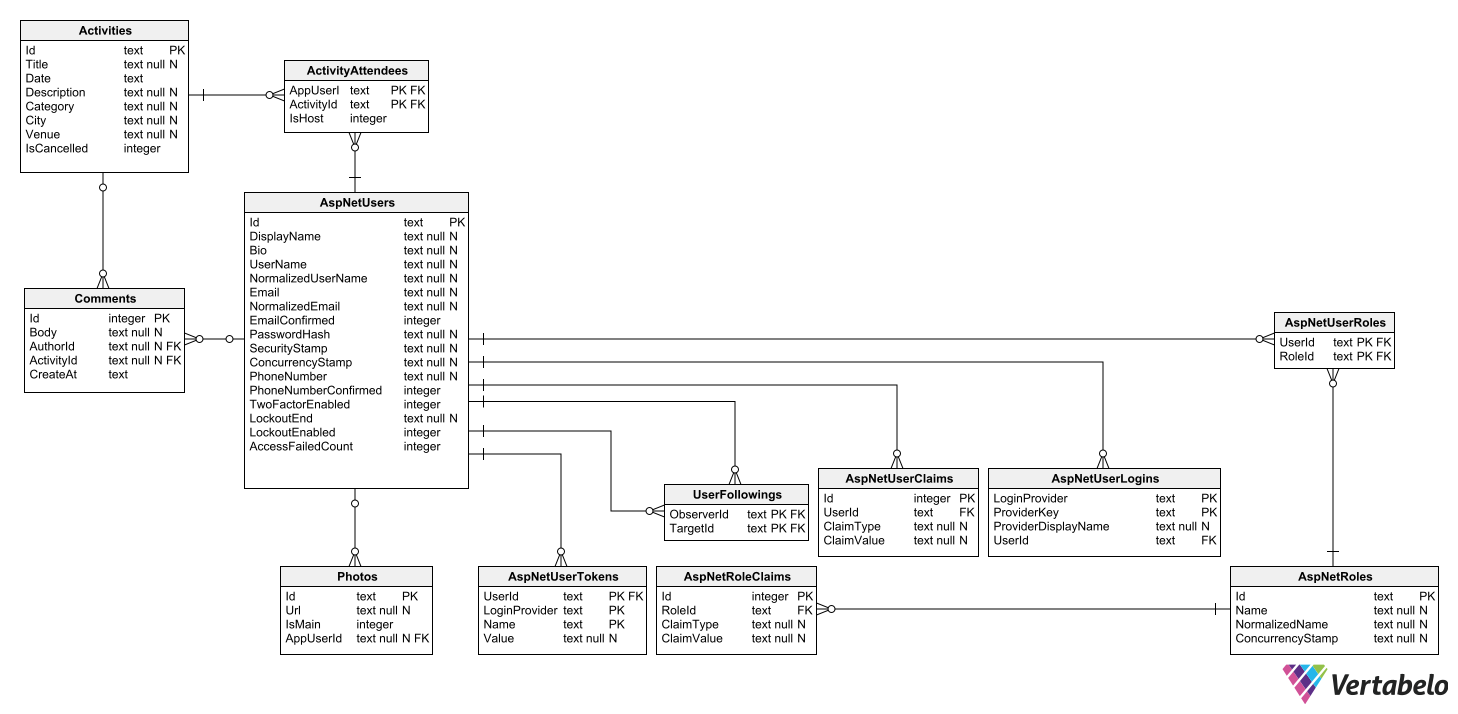 Activities
Id text PK
Title text null N
Date text
Description text null N
Category text null N
City text null N
Venue text null N
IsCancelled integer
ActivityAttendees
AppUserI text PK FK
ActivityId text PK FK
IsHost integer
AspNetUsers
Id text PK
DisplayName text null N
Bio text null N
UserName text null N
NormalizedUserName text null N
Email text null N
NormalizedEmail text null N
EmailConfirmed integer
PasswordHash text null N
SecurityStamp text null N
ConcurrencyStamp text null N
PhoneNumber text null N
PhoneNumberConfirmed integer
TwoFactorEnabled integer
LockoutEnd text null N
LockoutEnabled integer
AccessFailedCount integer
Comments
Id integer PK
Body text null N
AuthorId text null N FK
ActivityId text null N FK
CreateAt text
AspNetUserRoles
UserId text PK FK
RoleId text PK FK
UserFollowings
ObserverId text PK FK
TargetId text PK FK
AspNetUserClaims
Id integer PK
UserId text FK
ClaimType text null N
ClaimValue text null N
AspNetUserLogins
LoginProvider text PK
ProviderKey text PK
ProviderDisplayName text null N
UserId text FK
Photos
Id text PK
Url text null N
IsMain integer
AppUserId text null N FK
AspNetUserTokens
UserId text PK FK
LoginProvider text PK
Name text PK
Value text null N
AspNetRoleClaims
Id integer PK
RoleId text FK
ClaimType text null N
ClaimValue text null N
AspNetRoles
Id text PK
Name text null N
NormalizedName text null N
ConcurrencyStamp text null N
Vertabelo